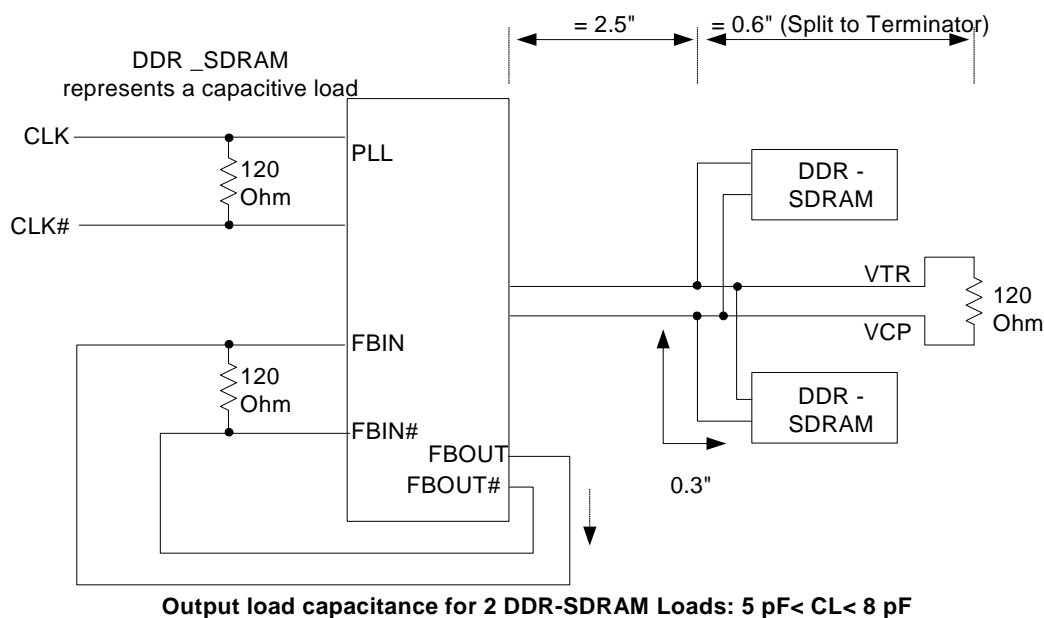 = 2.5"
= 0.6" (Split to Terminator)
DDR _SDRAM
represents a capacitive load
CLK
PLL
120
Ohm
CLK#
DDR -
SDRAM
VTR
120
Ohm
VCP
FBIN
120
Ohm
FBIN#
DDR -
SDRAM
FBOUT
FBOUT#
0.3"
Output load capacitance for 2 DDR-SDRAM Loads: 5 pF< CL< 8 pF